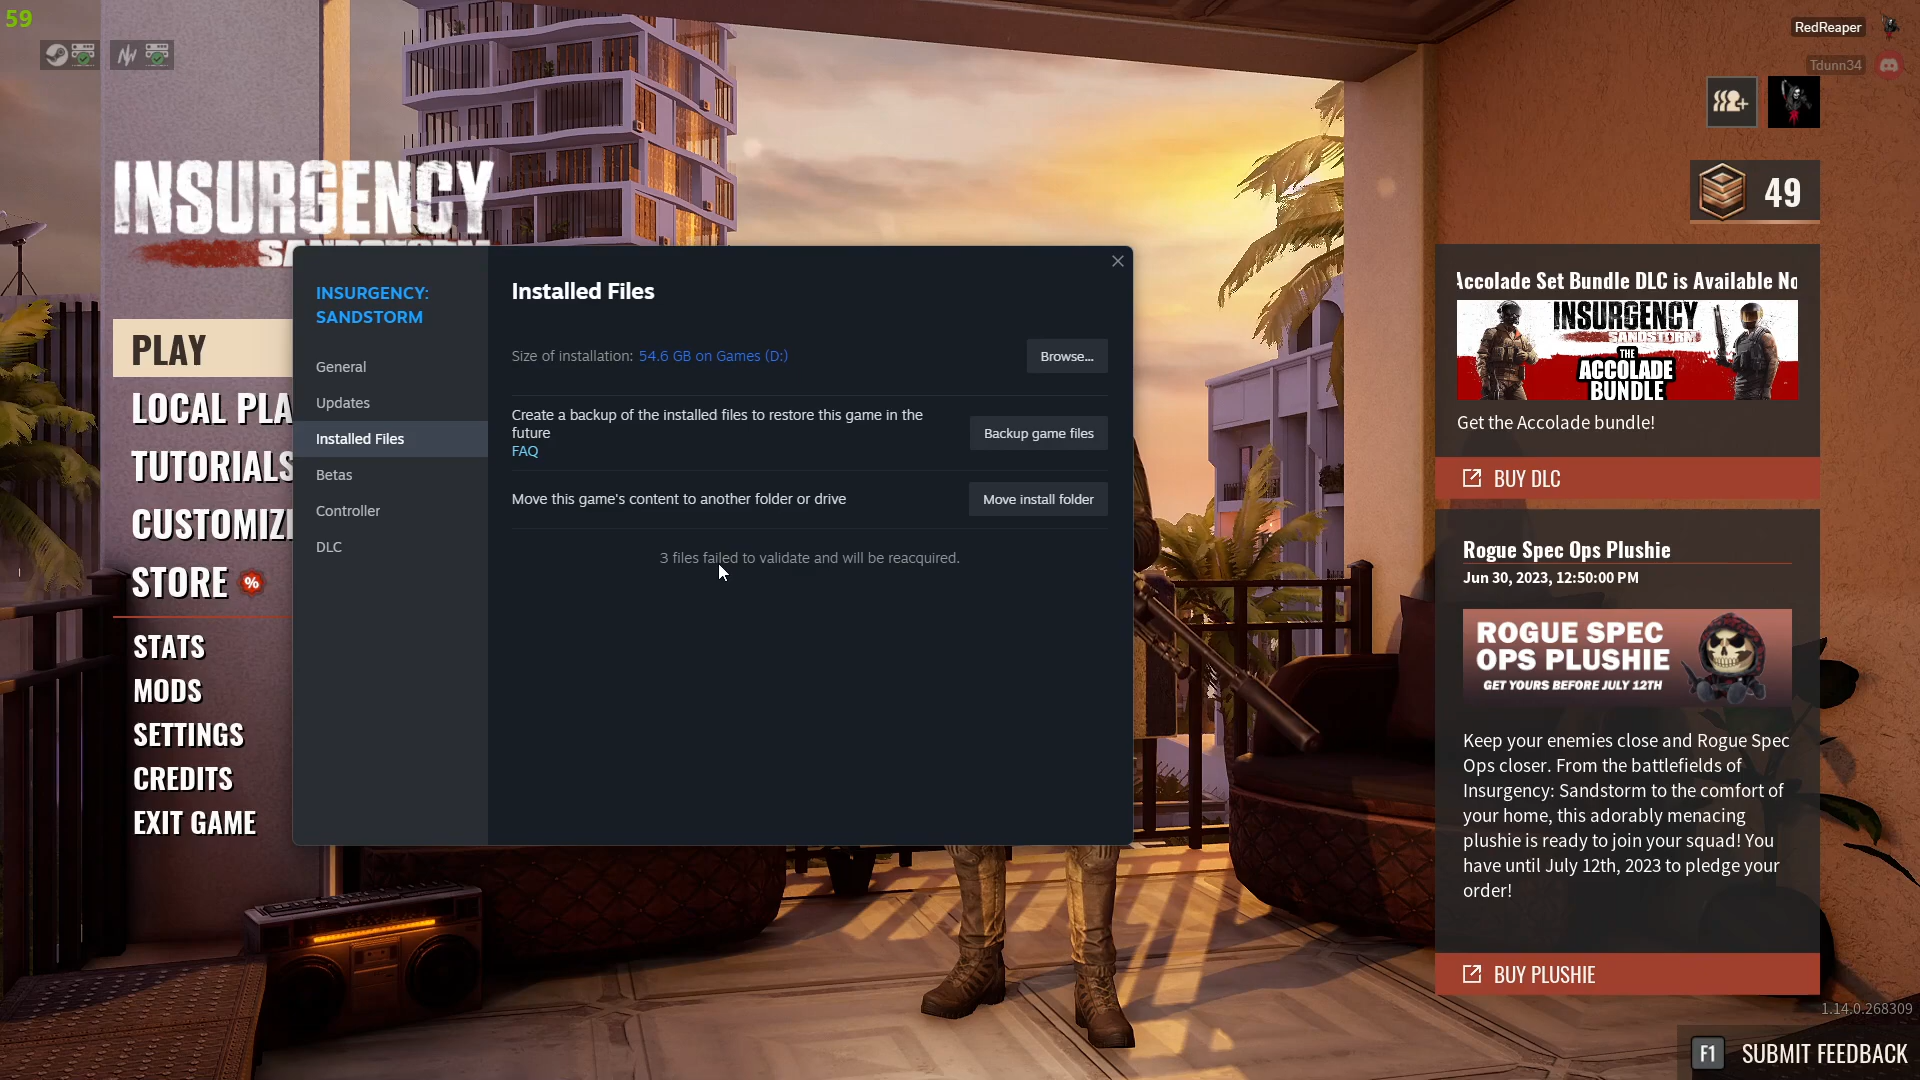 59
RedReaper
Tdunn34
49
INSURGENCY
INSURGENCY:
SANDSTORM
General
Updates
Installed Files
Betas
Controller
DLC
Installed Files
Size of installation: 54.6 GB on Games (D:)
Browse...
Create a backup of the installed files to restore this game in the
future
FAQ
Backup game files
Move this game's content to another folder or drive
Move install folder
3 files failed to validate and will be reacquired.
PLAY
LOCAL PLA
TUTORIALS
CUSTOMIZ
STORE %
STATS
MODS
SETTINGS
CREDITS
EXIT GAME
Accolade Set Bundle DLC is Available No
INSURGENCY
SANDSTORM
THE
ACCOLADE
BUNDLE
Get the Accolade bundle!
BUY DLC
Rogue Spec Ops Plushie
Jun 30, 2023, 12:50:00 PM
ROGUE SPEC
OPS PLUSHIE
GET YOURS BEFORE JULY 12TH
Keep your enemies close and Rogue Spec
Ops closer. From the battlefields of
Insurgency: Sandstorm to the comfort of
your home, this adorably menacing
plushie is ready to join your squad! You
have until July 12th, 2023 to pledge your
order!
BUY PLUSHIE
1.14.0.268309
F1 SUBMIT FEEDBACK